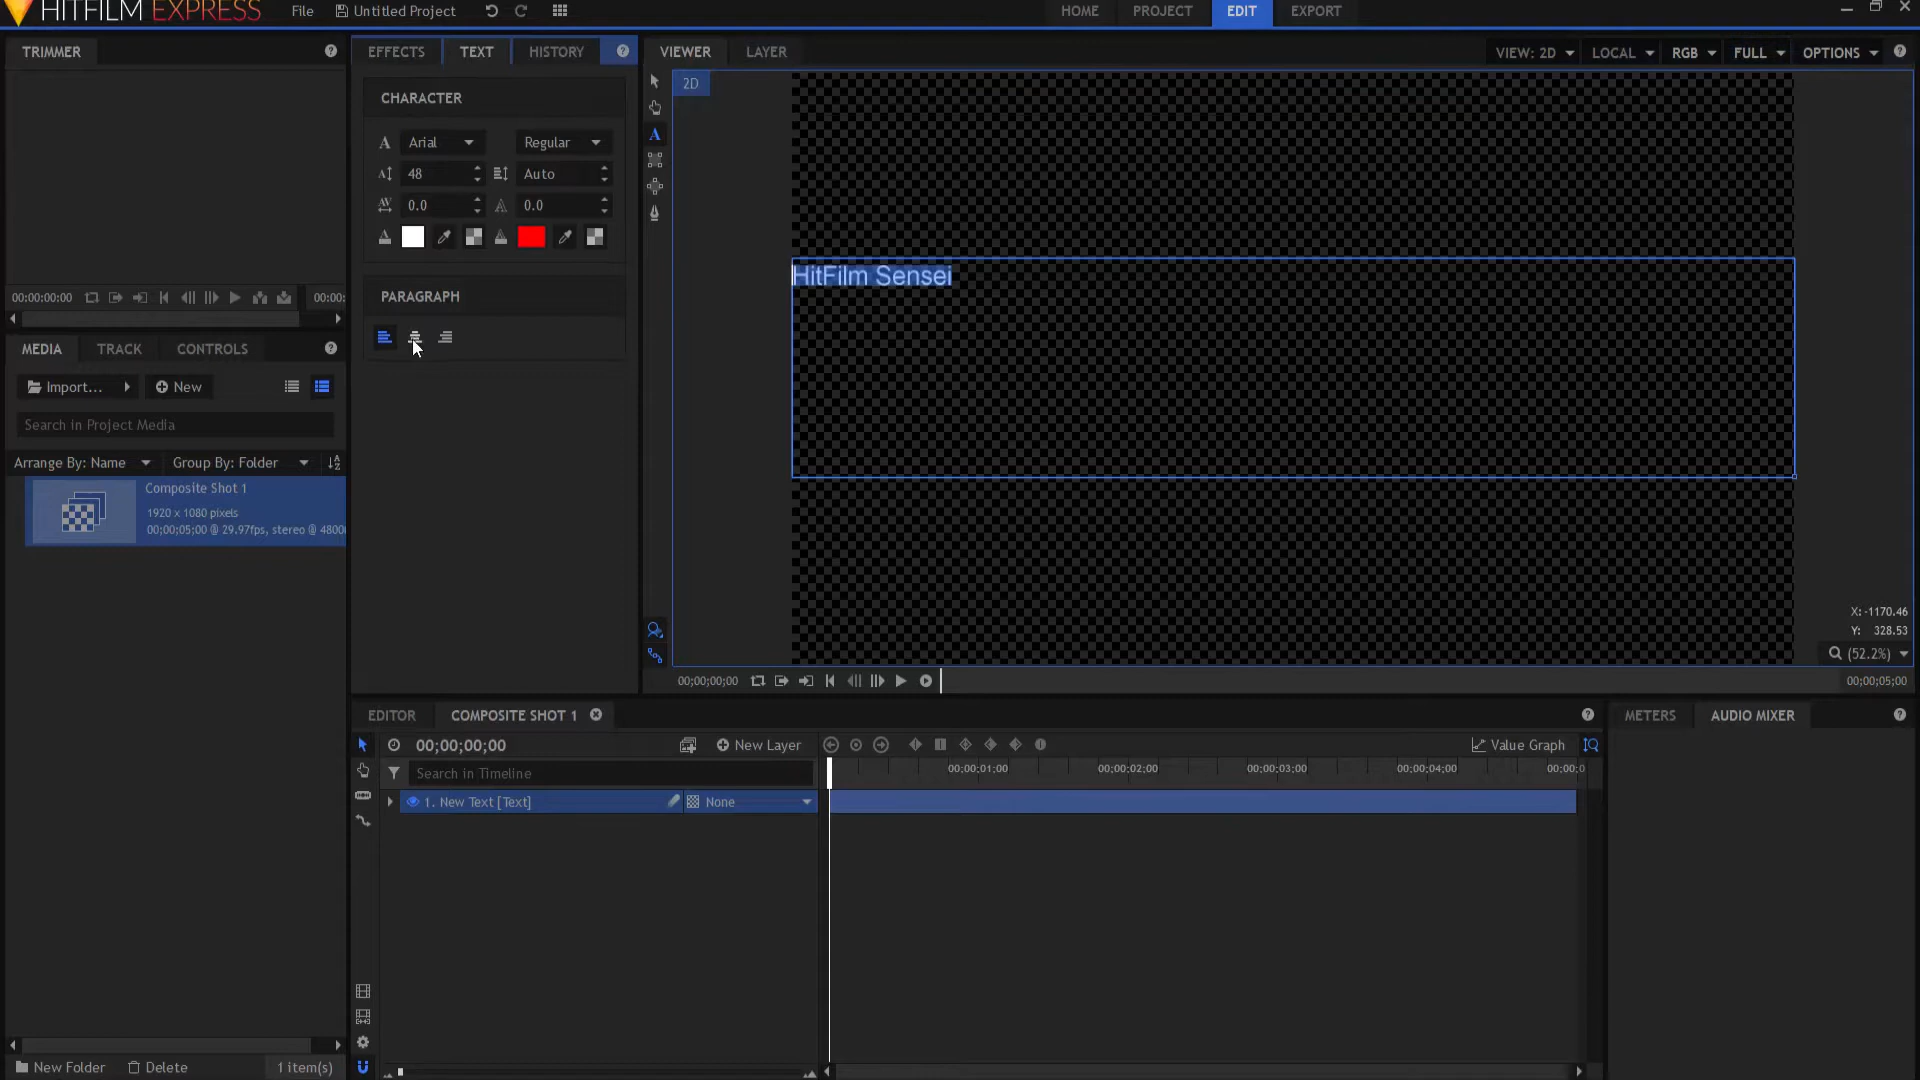 HITFILM EXPRESS File Untitled Project HOME PROJECT EDIT EXPORT
TRIMMER
EFFECTS TEXT HISTORY
VIEWER LAYER
VIEW: 2D LOCAL RGB FULL OPTIONS
2D
CHARACTER
A Arial Regular
48 Auto
0.0 0.0
PARAGRAPH
HitFilm Sensei
00;00;00;00 00;00:
MEDIA TRACK CONTROLS
Import... New
Search in Project Media
Arrange By: Name Group By: Folder
Composite Shot 1
1920 x 1080 pixels
00;00;05;00 @ 29.97fps, stereo @ 4800
X: -1170.46
Y: 328.53
(52.2%)
00;00;00;00 00;00;05;00
EDITOR COMPOSITE SHOT 1
METERS AUDIO MIXER
00;00;00;00 New Layer Value Graph
Search in Timeline
00;00;01;00 00;00;02;00 00;00;03;00 00;00;04;00 00;00;0
1. New Text [Text] None
New Folder Delete 1 item(s)